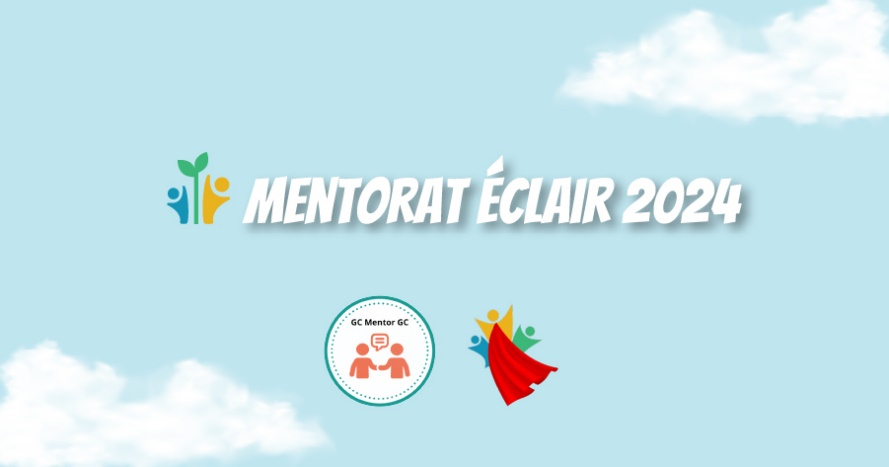 MENTORAT ÉCLAIR 2024
GC Mentor GC